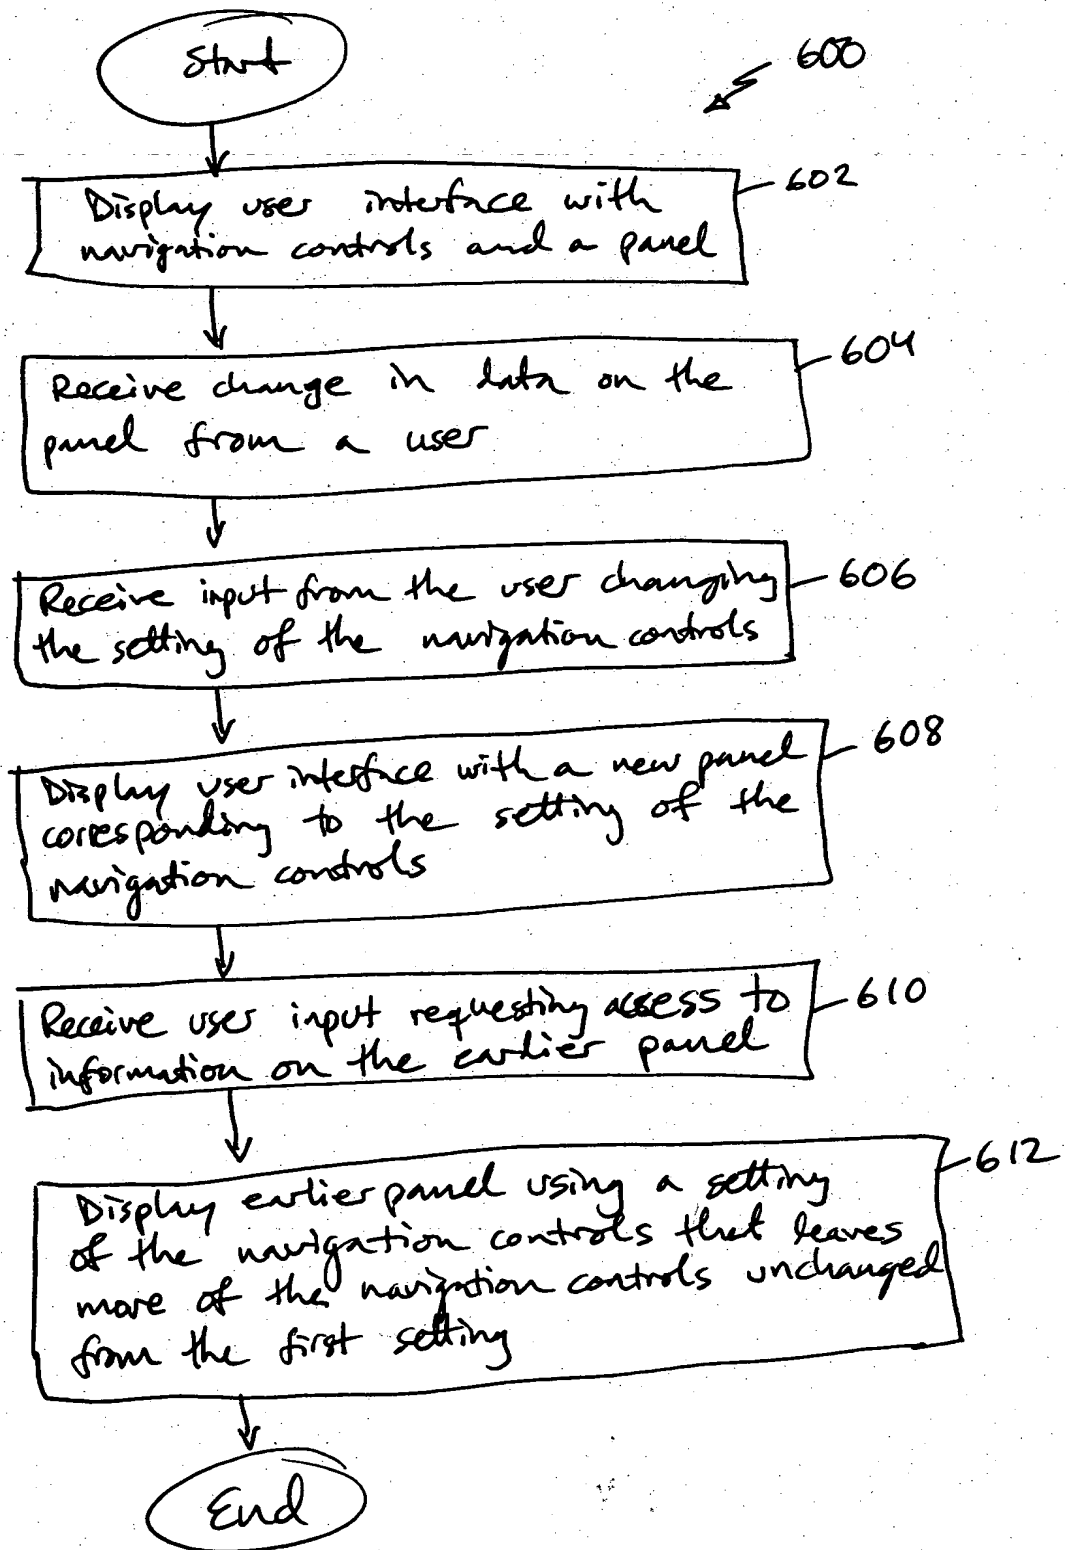 Start
600
602
Display user interface with
navigation controls and a panel
604
Receive change in data on the
panel from a user
606
Receive input from the user changing
the setting of the navigation controls
608
Display user interface with a new panel
corresponding to the setting of the
navigation controls
610
Receive user input requesting access to
information on the earlier panel
612
Display earlier panel using a setting
of the navigation controls that leaves
more of the navigation controls unchanged
from the first setting
End